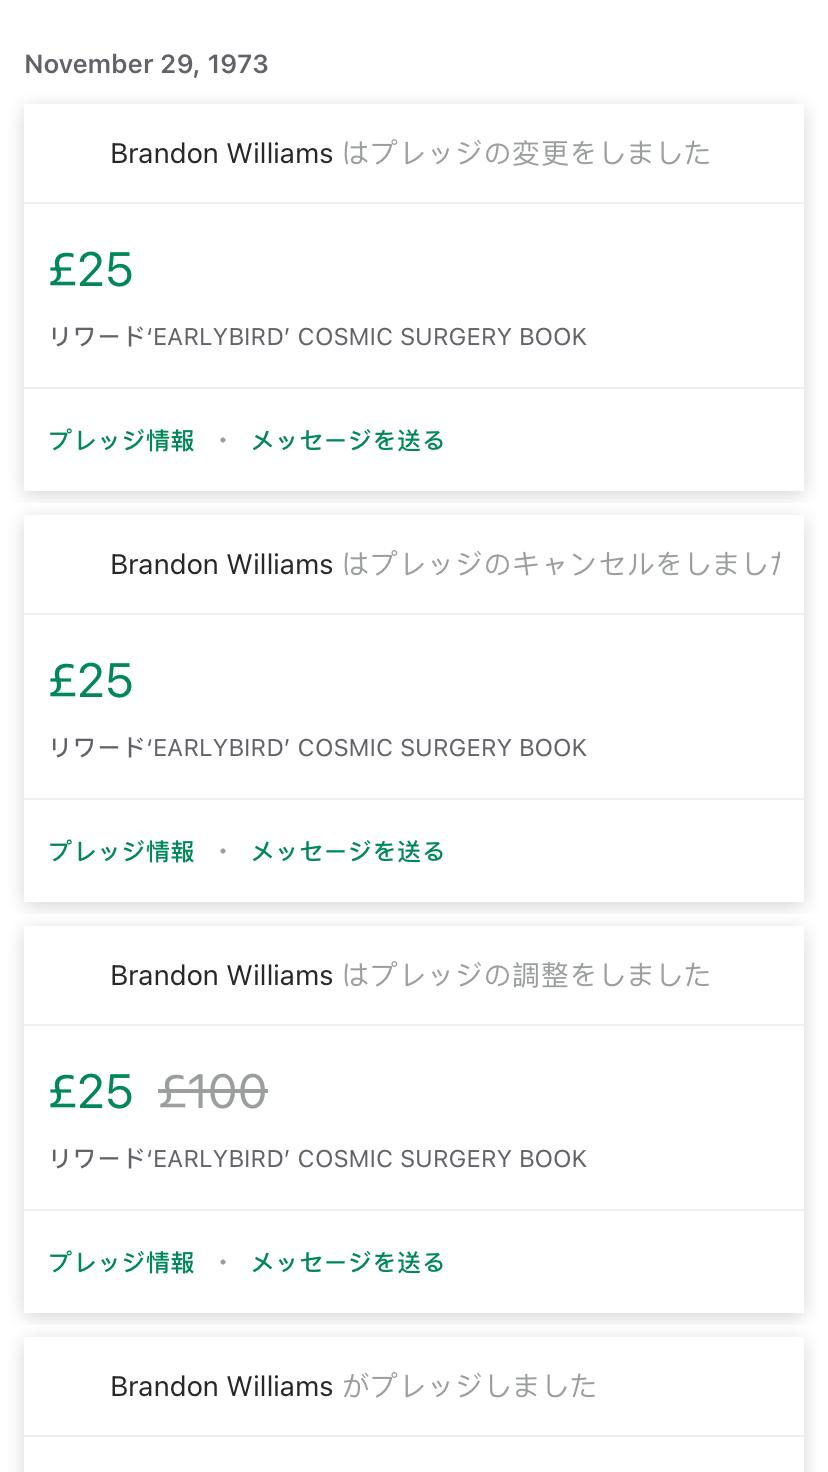 November 29, 1973
Brandon Williams はプレッジの変更をしました
£25
リワード‘EARLYBIRD’ COSMIC SURGERY BOOK
プレッジ情報 • メッセージを送る
Brandon Williams はプレッジのキャンセルをしまし
£25
リワード‘EARLYBIRD’ COSMIC SURGERY BOOK
プレッジ情報 • メッセージを送る
Brandon Williams はプレッジの調整をしました
£25 £100
リワード‘EARLYBIRD’ COSMIC SURGERY BOOK
プレッジ情報 • メッセージを送る
Brandon Williams がプレッジしました